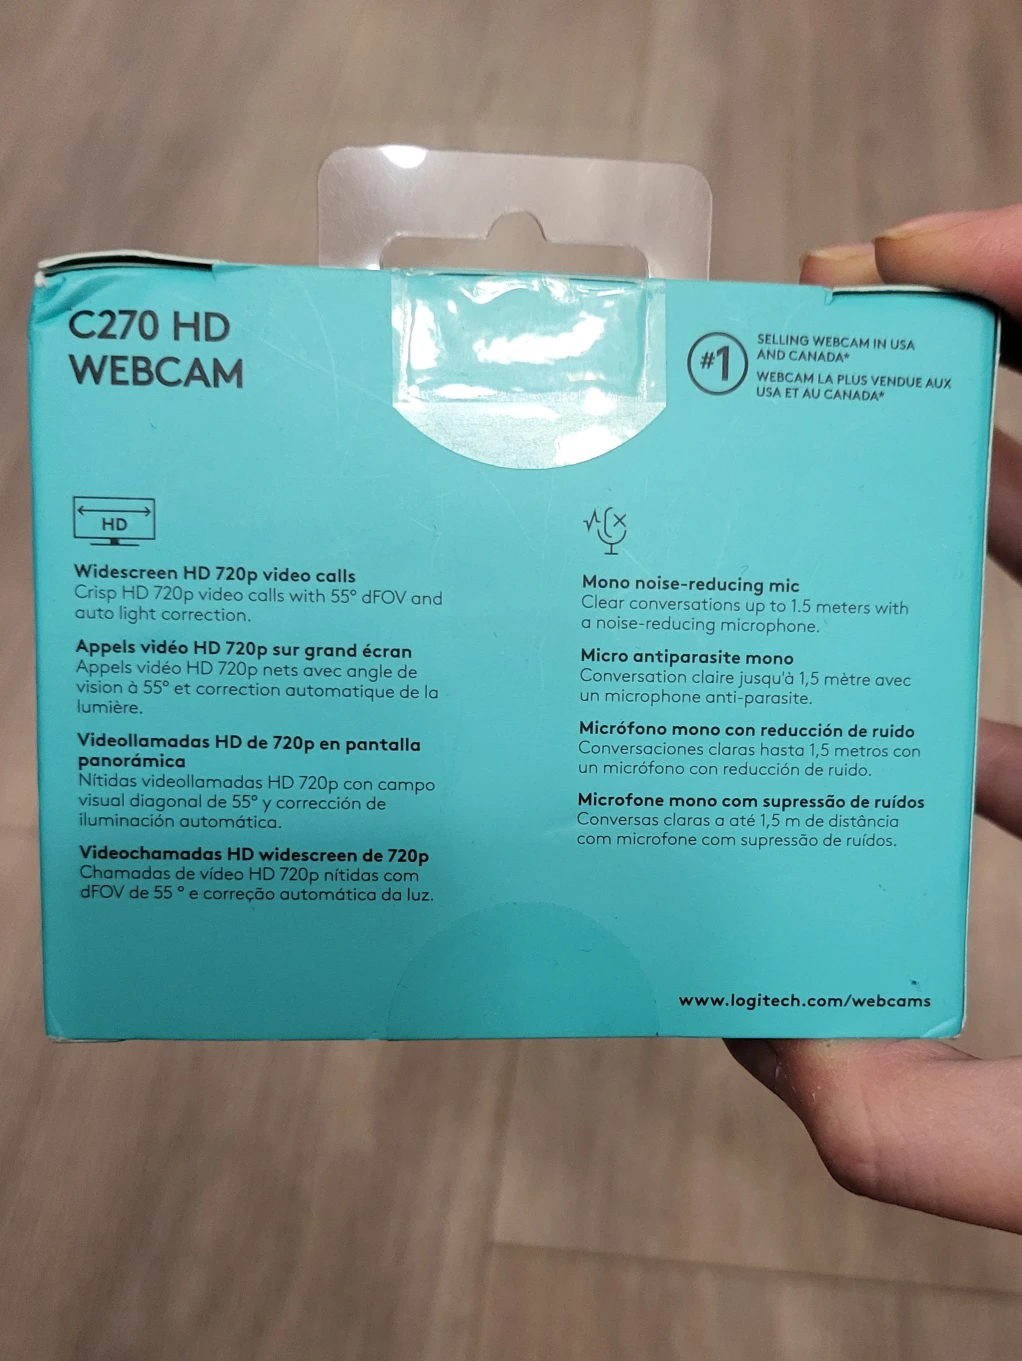 C270 HD
WEBCAM
#1
SELLING WEBCAM IN USA
AND CANADA*
WEBCAM LA PLUS VENDUE AUX
USA ET AU CANADA*
HD
Widescreen HD 720p video calls
Crisp HD 720p video calls with 55° dFOV and
auto light correction.
Appels vidéo HD 720p sur grand écran
Appels vidéo HD 720p nets avec angle de
vision à 55° et correction automatique de la
lumière.
Videollamadas HD de 720p en pantalla
panorámica
Nítidas videollamadas HD 720p con campo
visual diagonal de 55° y corrección de
iluminación automática.
Videochamadas HD widescreen de 720p
Chamadas de vídeo HD 720p nítidas com
dFOV de 55 ° e correção automática da luz.
Mono noise-reducing mic
Clear conversations up to 1.5 meters with
a noise-reducing microphone.
Micro antiparasite mono
Conversation claire jusqu'à 1,5 mètre avec
un microphone anti-parasite.
Micrófono mono con reducción de ruido
Conversaciones claras hasta 1,5 metros con
un micrófono con reducción de ruido.
Microfone mono com supressão de ruídos
Conversas claras a até 1,5 m de distância
com microfone com supressão de ruídos.
www.logitech.com/webcams